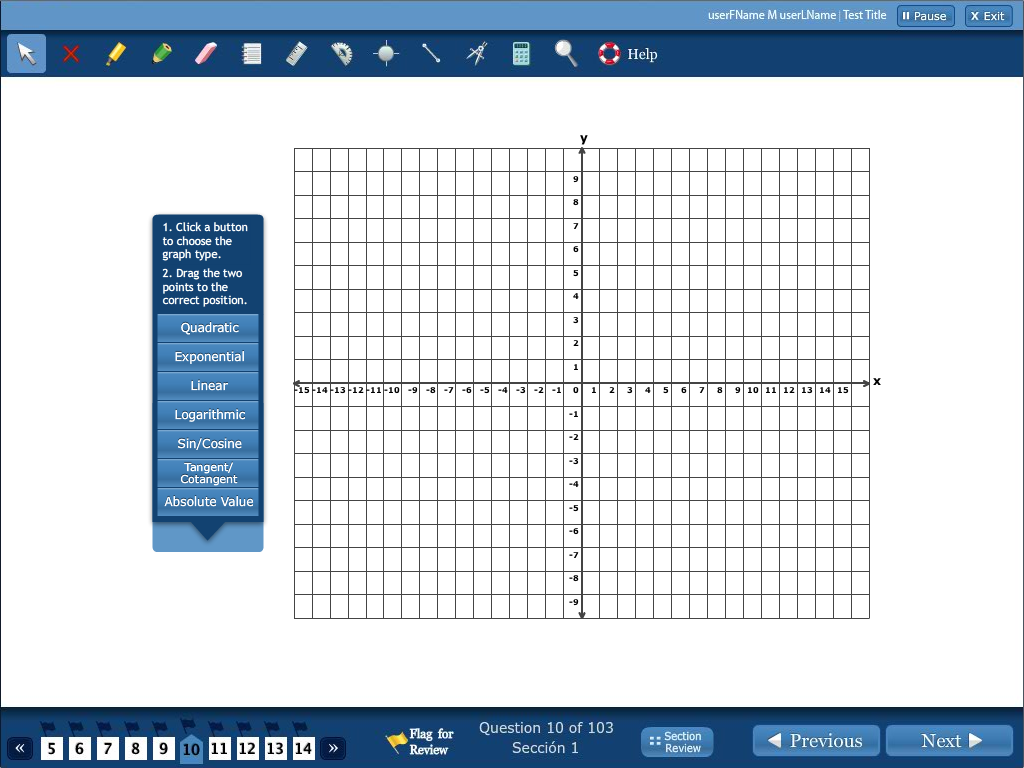 userFName M userLName | Test Title
Pause
X Exit
Help
y
9
8
7
6
5
4
3
2
1
1. Click a button
to choose the
graph type.
2. Drag the two
points to the
correct position.
Quadratic
Exponential
Linear
Logarithmic
Sin/Cosine
Tangent/
Cotangent
Absolute Value
x
-15 -14 -13 -12 -11 -10 -9 -8 -7 -6 -5 -4 -3 -2 -1 0 1 2 3 4 5 6 7 8 9 10 11 12 13 14 15
-1
-2
-3
-4
-5
-6
-7
-8
-9
« 5 6 7 8 9 10 11 12 13 14 »
Flag for
Review
Question 10 of 103
Sección 1
Section
Review
Previous
Next